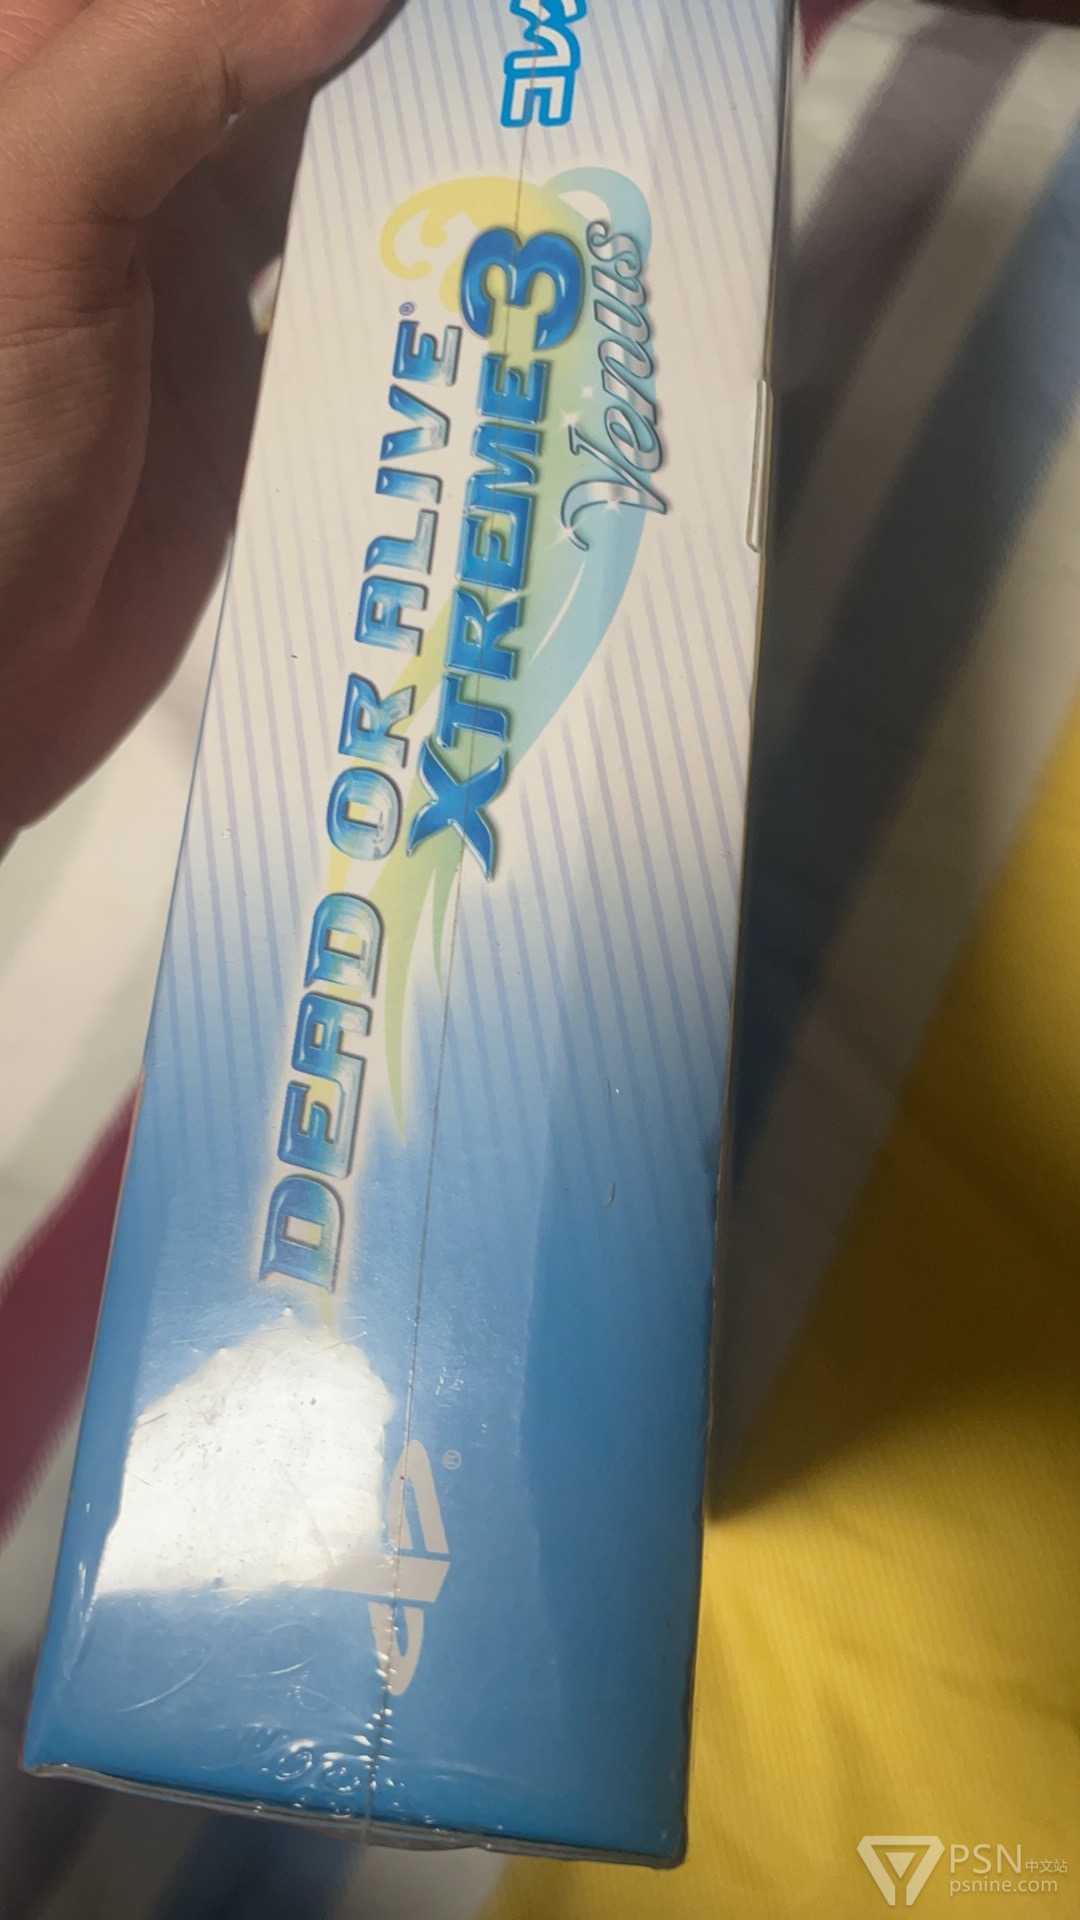 DEAD OR ALIVE®
XTREME 3
Venus
®
PSN中文站
psnine.com